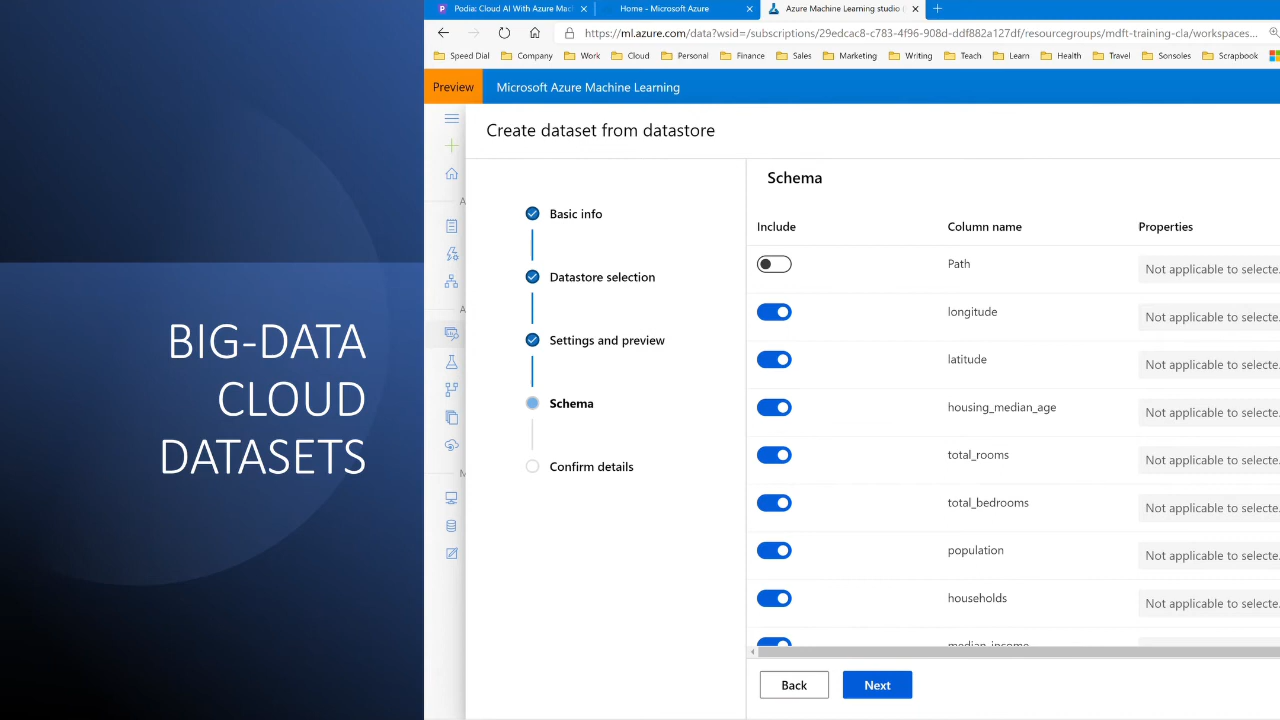 BIG-DATA
CLOUD
DATASETS
Podia: Cloud AI With Azure Mac
Home - Microsoft Azure
Azure Machine Learning studio (
https://ml.azure.com/data?wsid=/subscriptions/29edcac8-c783-4f96-908d-ddf882a127df/resourcegroups/mdft-training-cla/workspaces...
Speed Dial Company Work Cloud Personal Finance Sales Marketing Writing Teach Learn Health Travel Sonsoles Scrapbook
Preview Microsoft Azure Machine Learning
Create dataset from datastore
Basic info
Datastore selection
Settings and preview
Schema
Confirm details
Schema
Include Column name Properties
Path Not applicable to selecte...
longitude Not applicable to selecte...
latitude Not applicable to selecte...
housing_median_age Not applicable to selecte...
total_rooms Not applicable to selecte...
total_bedrooms Not applicable to selecte...
population Not applicable to selecte...
households Not applicable to selecte...
median_income
Back Next